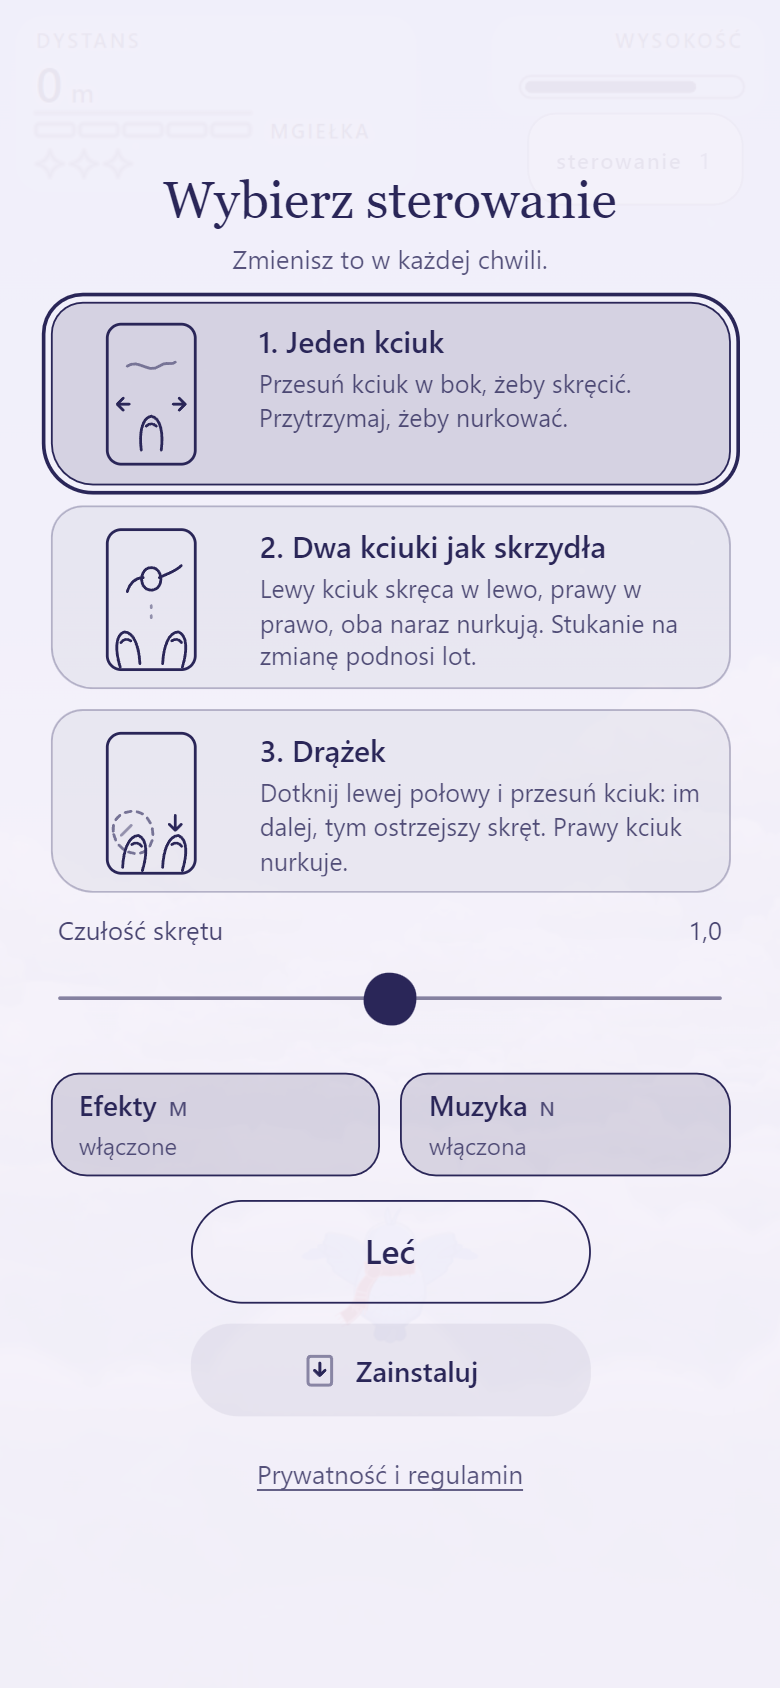 DYSTANS
WYSOKOŚĆ
0 m
MGIEŁKA
sterowanie 1
Wybierz sterowanie
Zmienisz to w każdej chwili.
1. Jeden kciuk
Przesuń kciuk w bok, żeby skręcić.
Przytrzymaj, żeby nurkować.
2. Dwa kciuki jak skrzydła
Lewy kciuk skręca w lewo, prawy w
prawo, oba naraz nurkują. Stukanie na
zmianę podnosi lot.
3. Drążek
Dotknij lewej połowy i przesuń kciuk: im
dalej, tym ostrzejszy skręt. Prawy kciuk
nurkuje.
Czułość skrętu 1,0
Efekty M
włączone
Muzyka N
włączona
Leć
Zainstaluj
Prywatność i regulamin